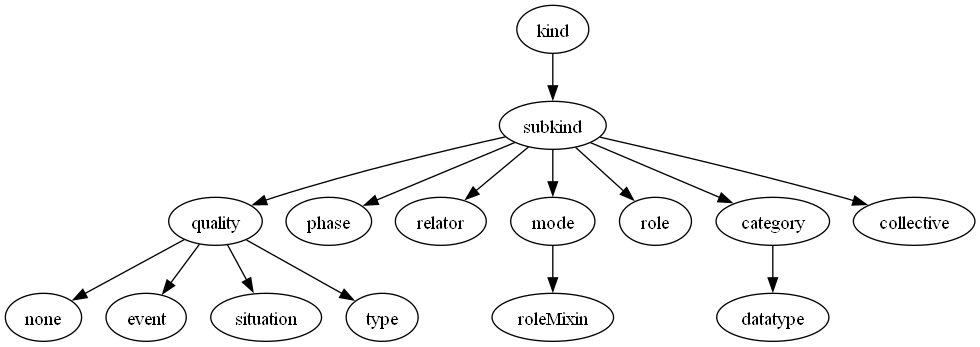 kind
subkind
quality
phase
relator
mode
role
category
collective
none
event
situation
type
roleMixin
datatype